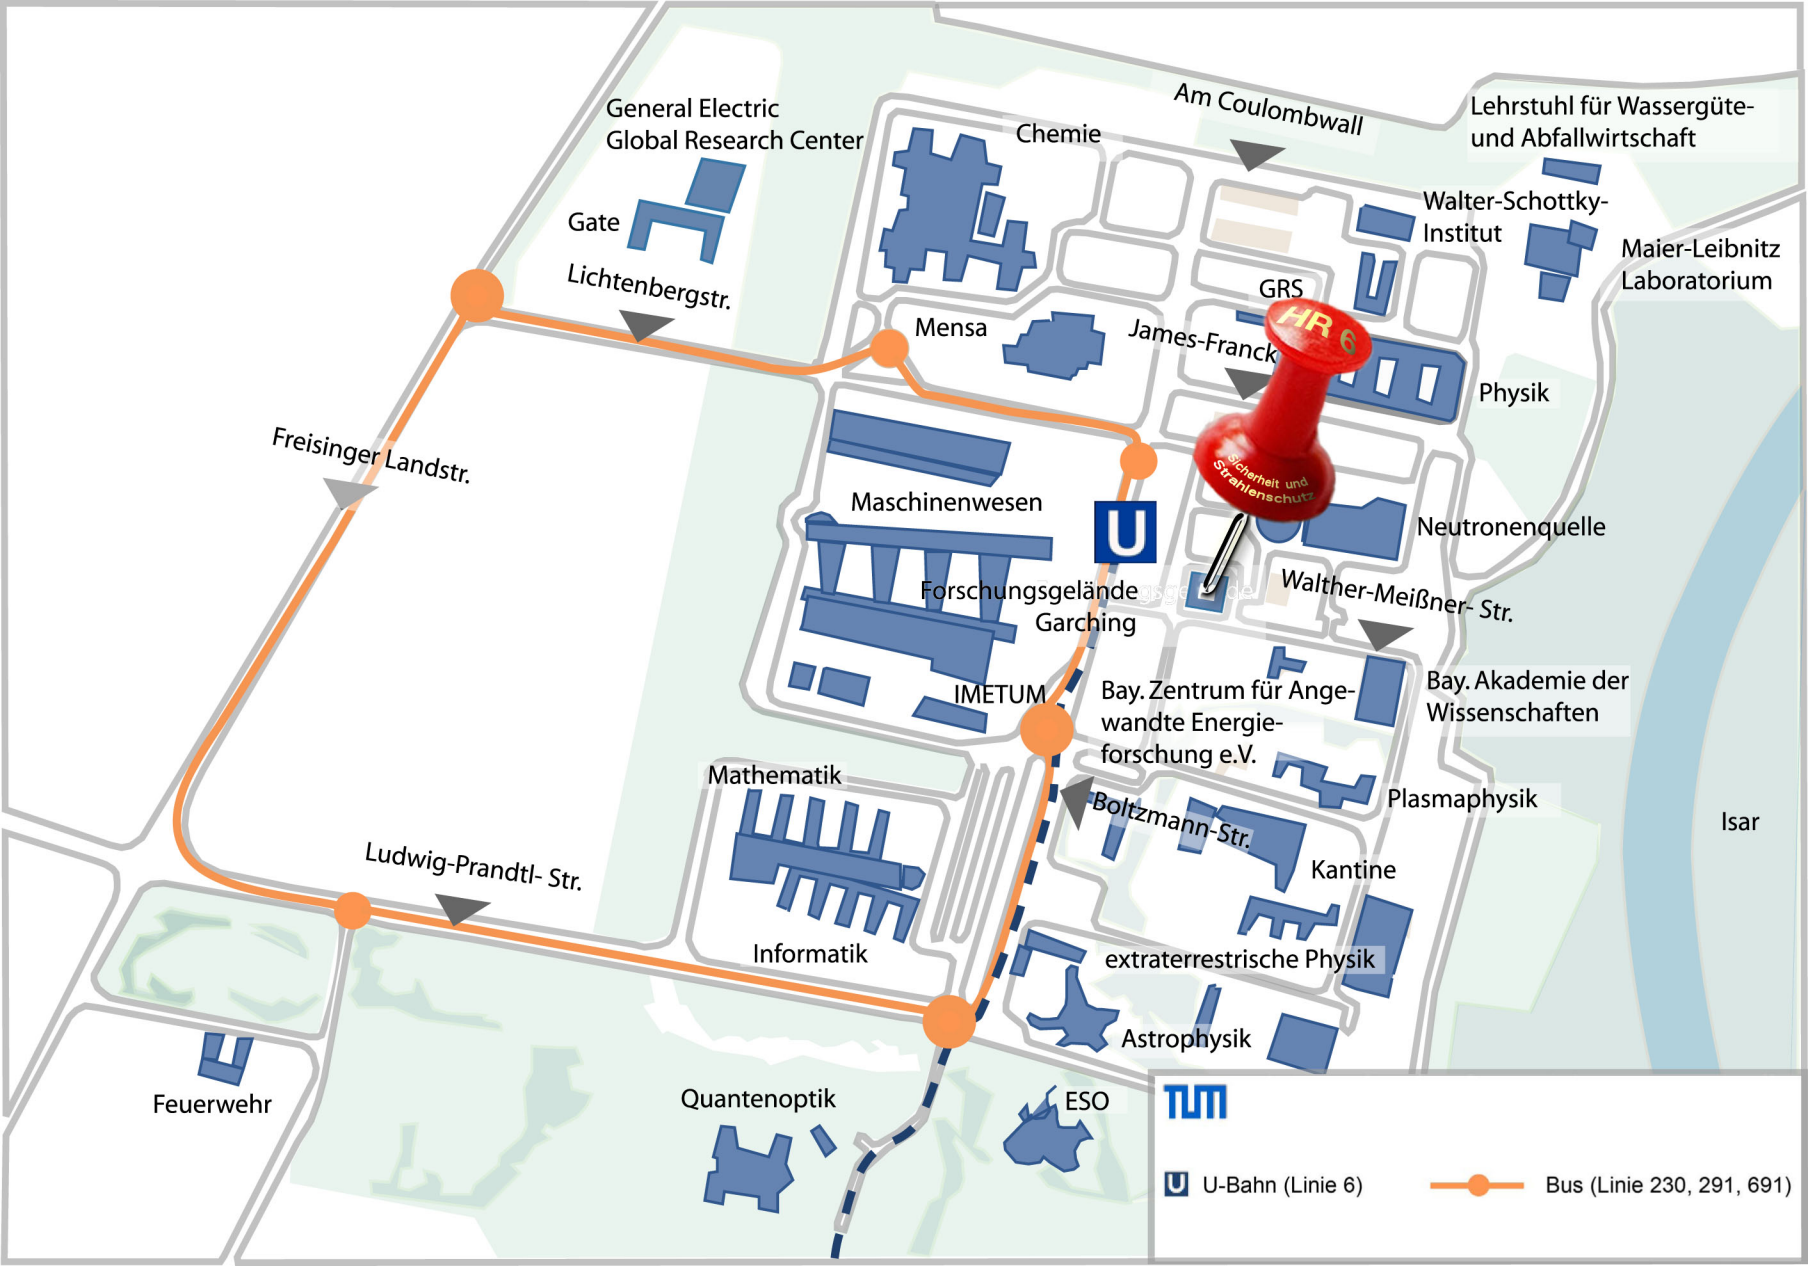 Am Coulombwall
General Electric
Global Research Center
Chemie
Lehrstuhl für Wassergüte-
und Abfallwirtschaft
Gate
Walter-Schottky-
Institut
Maier-Leibnitz
Laboratorium
Lichtenbergstr.
GRS
Mensa
James-Franck
HR 6
Physik
Freisinger Landstr.
Sicherheit und
Strahlenschutz
Maschinenwesen
U
Neutronenquelle
Forschungsgelände
Garching
Walther-Meißner- Str.
IMETUM
Bay. Zentrum für Ange-
wandte Energie-
forschung e.V.
Bay. Akademie der
Wissenschaften
Mathematik
Boltzmann-Str.
Plasmaphysik
Isar
Ludwig-Prandtl- Str.
Kantine
Informatik
extraterrestrische Physik
Astrophysik
Feuerwehr
Quantenoptik
ESO
TUM
U U-Bahn (Linie 6)
Bus (Linie 230, 291, 691)